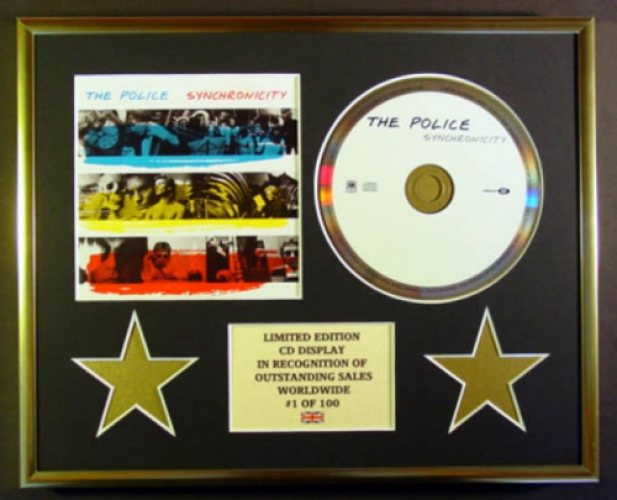 THE POLICE SYNCHRONICITY
THE POLICE
SYNCHRONICITY
LIMITED EDITION
CD DISPLAY
IN RECOGNITION OF
OUTSTANDING SALES
WORLDWIDE
#1 OF 100